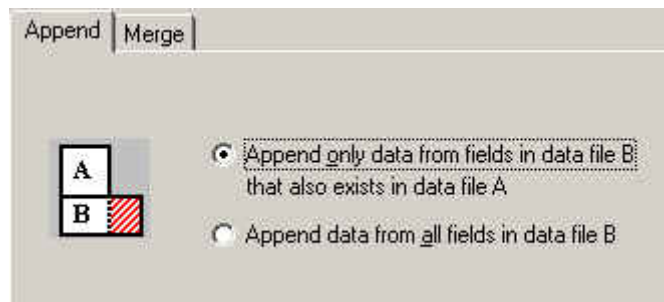 Append Merge
A
Append only data from fields in data file B
that also exists in data file A
B
Append data from all fields in data file B